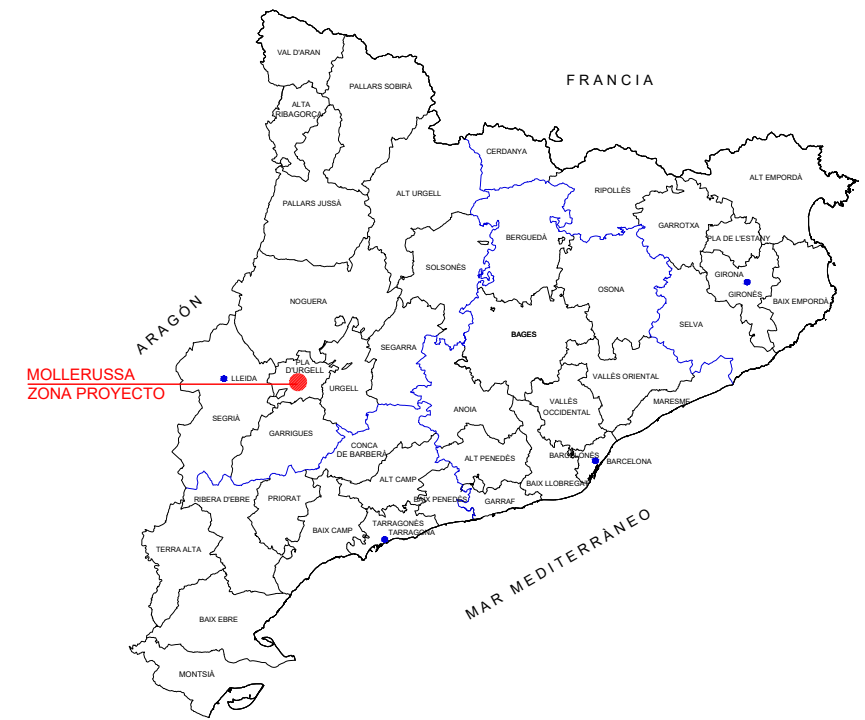 VAL D'ARAN
FRANCIA
PALLARS SOBIRÀ
ALTA
RIBAGORÇA
CERDANYA
ALT EMPORDÀ
RIPOLLÈS
ALT URGELL
PALLARS JUSSÀ
GARROTXA
BERGUEDÀ
PLA DE L'ESTANY
SOLSONÈS
GIRONA
OSONA
GIRONÈS
NOGUERA
BAIX EMPORDÀ
ARAGÓN
SELVA
BAGES
SEGARRA
PLA
D'URGELL
MOLLERUSSA
ZONA PROYECTO
LLEIDA
VALLÈS ORIENTAL
URGELL
VALLÈS
OCCIDENTAL
MARESME
ANOIA
SEGRIÀ
GARRIGUES
CONCA
DE BARBERÀ
ALT PENEDÈS
BARCELONÈS
BARCELONA
ALT CAMP
BAIX LLOBREGAT
RIBERA D'EBRE
PRIORAT
BAIX PENEDÈS
GARRAF
BAIX CAMP
TARRAGONÈS
TARRAGONA
MAR MEDITERRÀNEO
TERRA ALTA
BAIX EBRE
MONTSIÀ